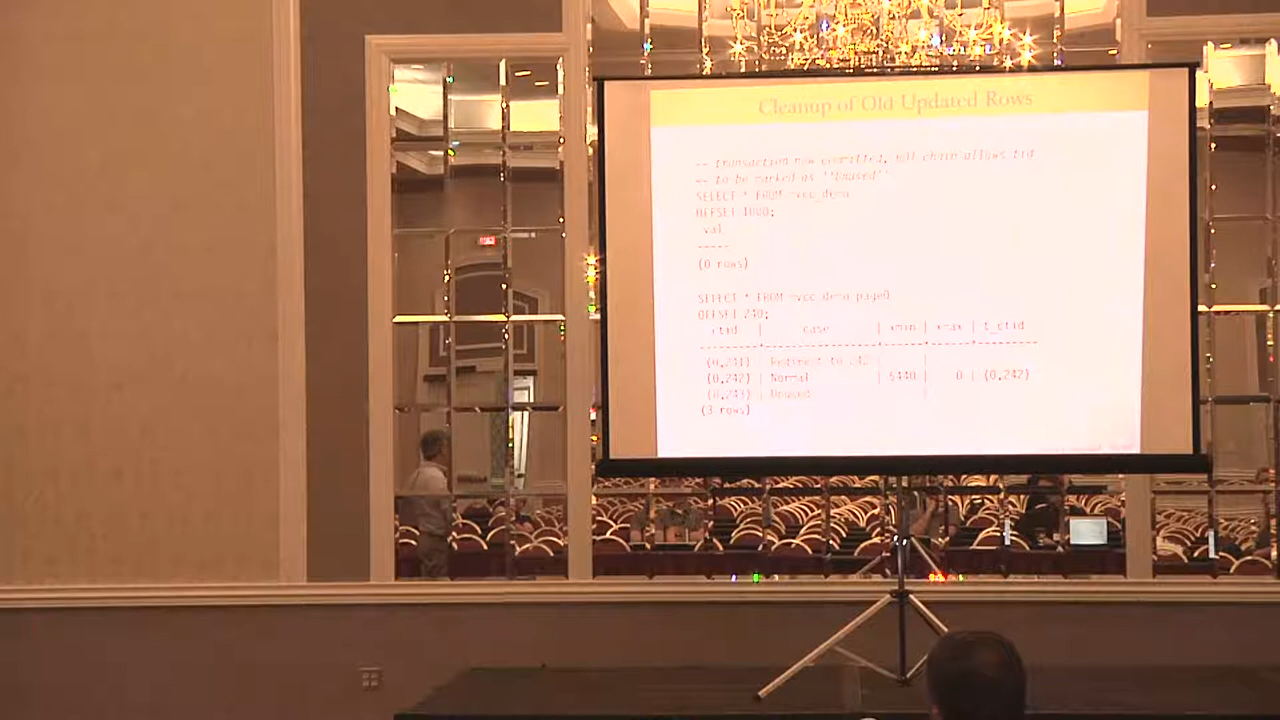 Cleanup of Old Updated Rows
-- transaction now committed, HOT chain allows tid
-- to be marked as ''Unused''
SELECT * FROM mvcc_demo
OFFSET 1000;
val
-----
(0 rows)
SELECT * FROM mvcc_demo_page0
OFFSET 240;
ctid | case | xmin | xmax | t_ctid
(0,241) | Redirect to 242 | | |
(0,242) | Normal | 5440 | 0 | (0,242)
(0,243) | Unused | | |
(3 rows)